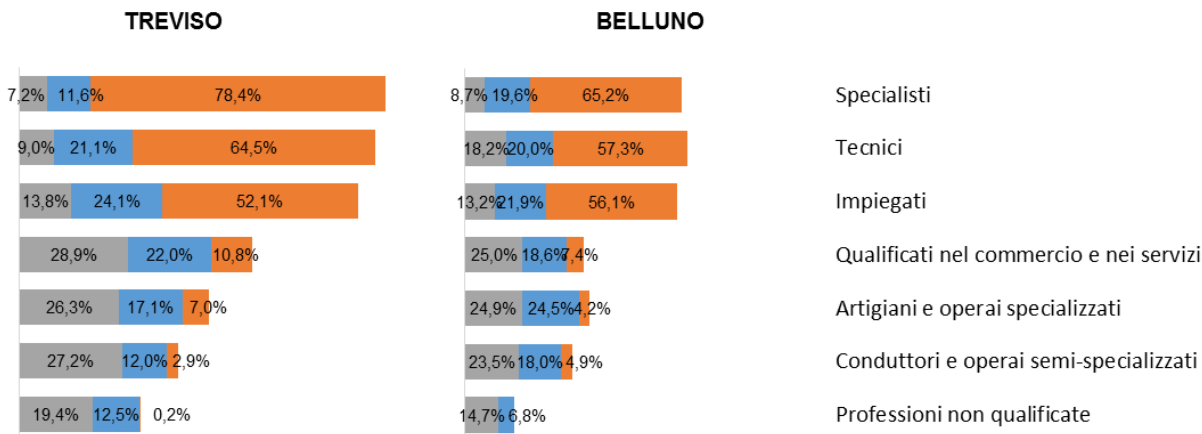 TREVISO BELLUNO
7,2% 11,6% 78,4% 8,7% 19,6% 65,2% Specialisti
9,0% 21,1% 64,5% 18,2% 20,0% 57,3% Tecnici
13,8% 24,1% 52,1% 13,2% 21,9% 56,1% Impiegati
28,9% 22,0% 10,8% 25,0% 18,6% 7,4% Qualificati nel commercio e nei servizi
26,3% 17,1% 7,0% 24,9% 24,5% 4,2% Artigiani e operai specializzati
27,2% 12,0% 2,9% 23,5% 18,0% 4,9% Conduttori e operai semi-specializzati
19,4% 12,5% 0,2% 14,7% 6,8% Professioni non qualificate